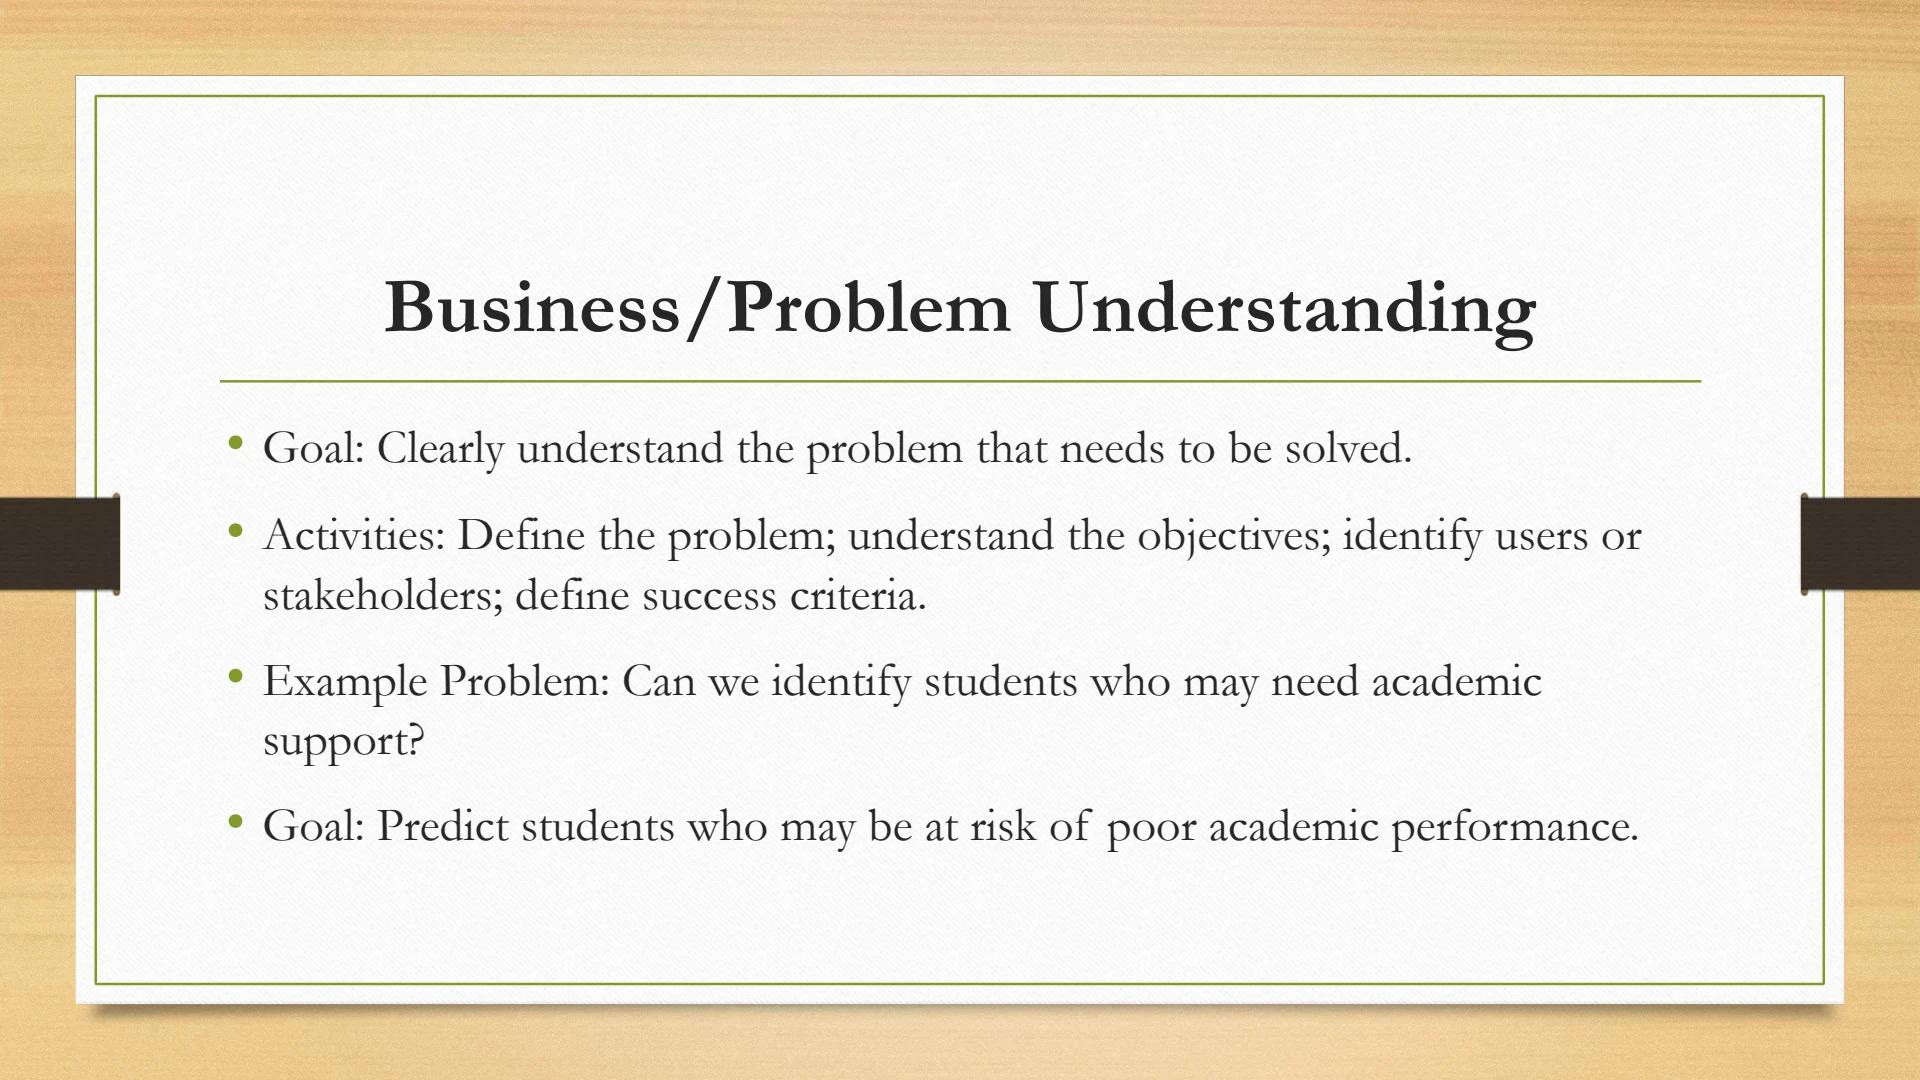 Business/Problem Understanding
• Goal: Clearly understand the problem that needs to be solved.
• Activities: Define the problem; understand the objectives; identify users or
stakeholders; define success criteria.
• Example Problem: Can we identify students who may need academic
support?
• Goal: Predict students who may be at risk of poor academic performance.